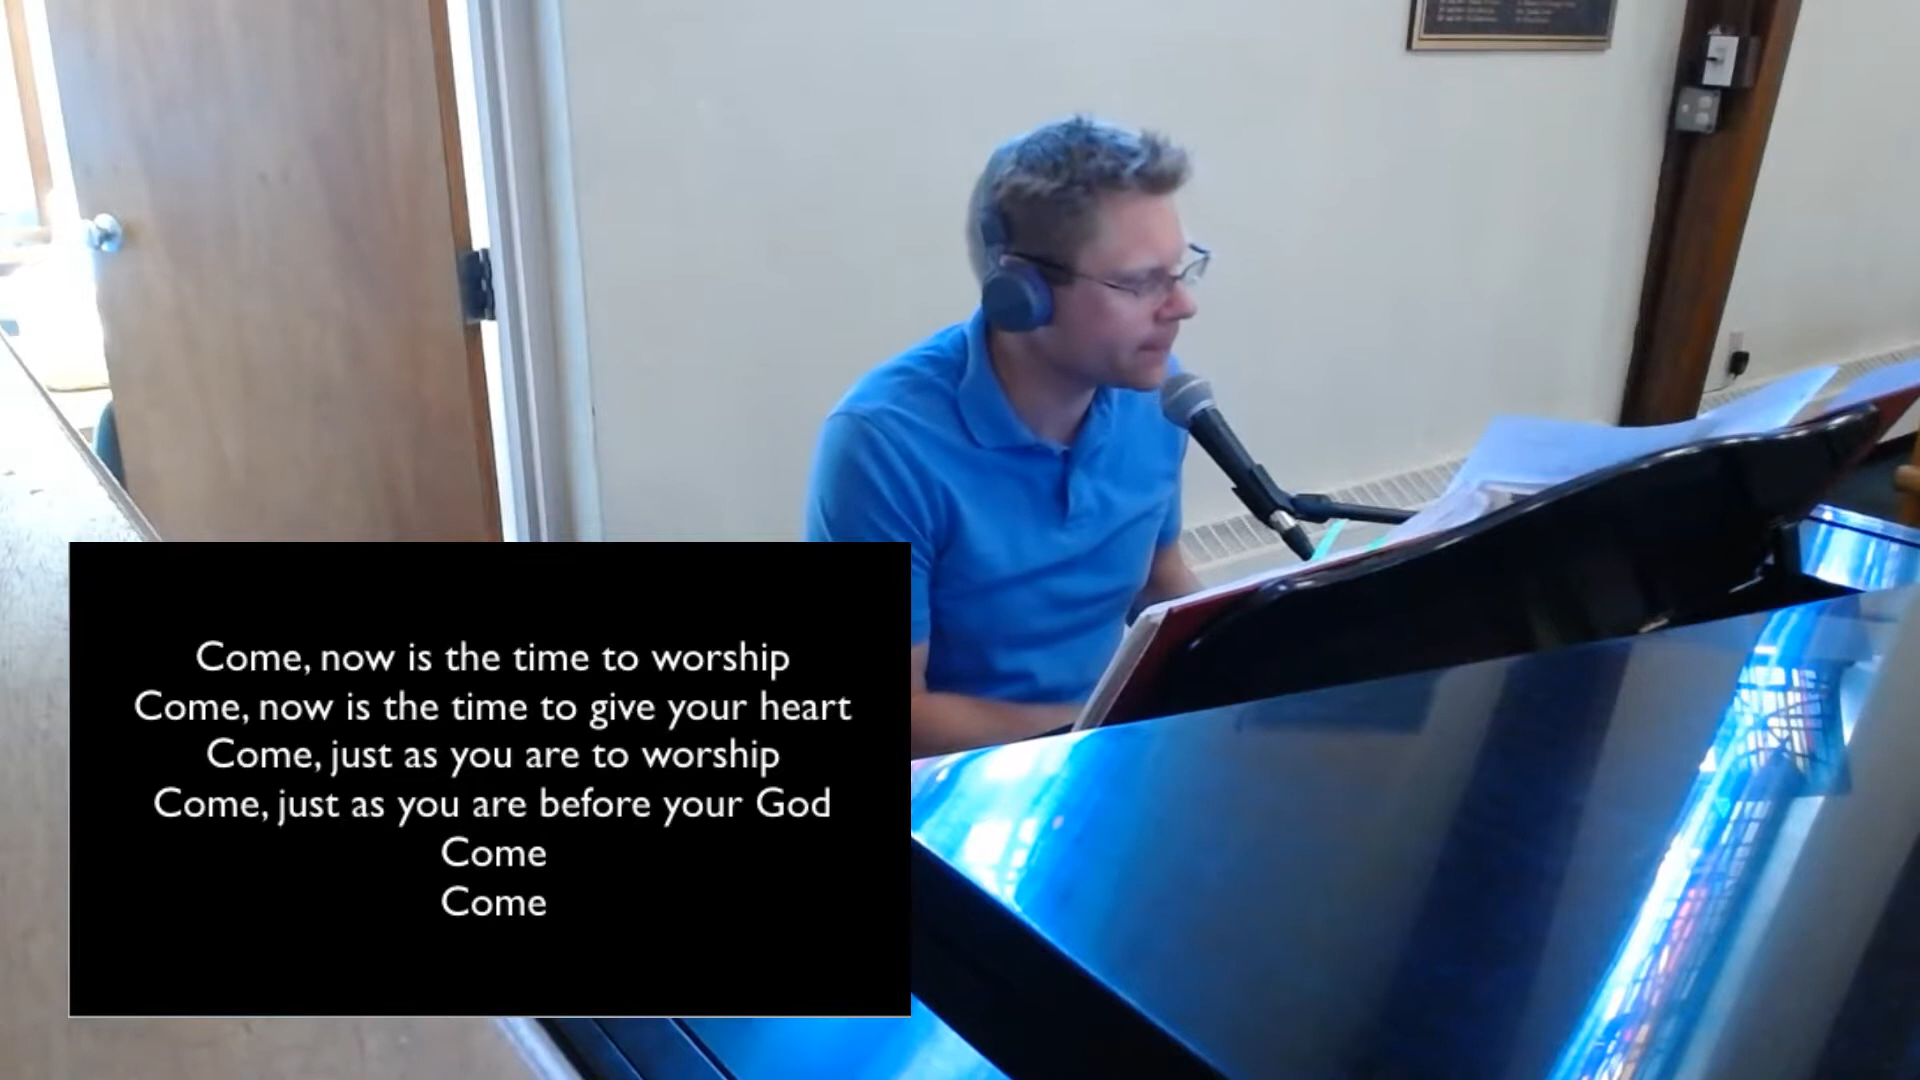 Come, now is the time to worship
Come, now is the time to give your heart
Come, just as you are to worship
Come, just as you are before your God
Come
Come